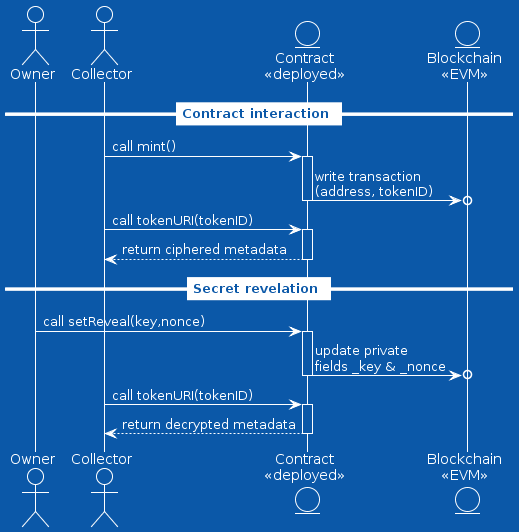 Owner
Collector
Contract
«deployed»
Blockchain
«EVM»
Contract interaction
call mint()
write transaction
(address, tokenID)
call tokenURI(tokenID)
return ciphered metadata
Secret revelation
call setReveal(key,nonce)
update private
fields _key & _nonce
call tokenURI(tokenID)
return decrypted metadata
Owner
Collector
Contract
«deployed»
Blockchain
«EVM»